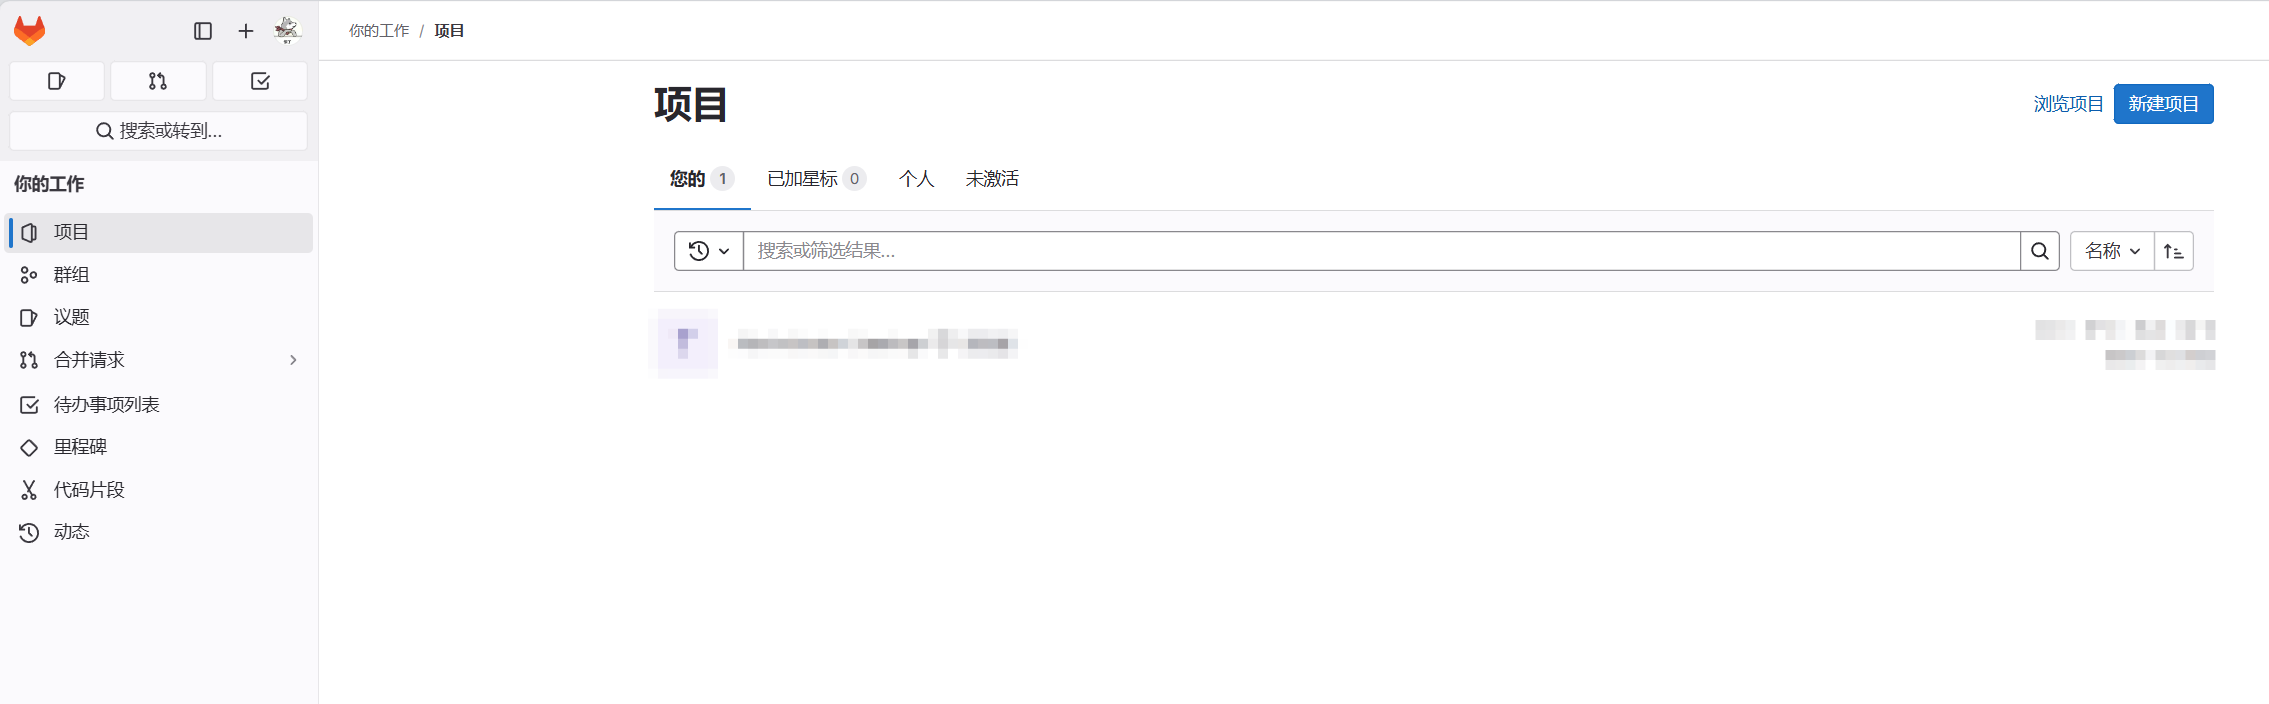 你的工作 / 项目
搜索或转到...
你的工作
项目
群组
议题
合并请求
待办事项列表
里程碑
代码片段
动态
项目
浏览项目 新建项目
您的 1 已加星标 0 个人 未激活
搜索或筛选结果... 名称